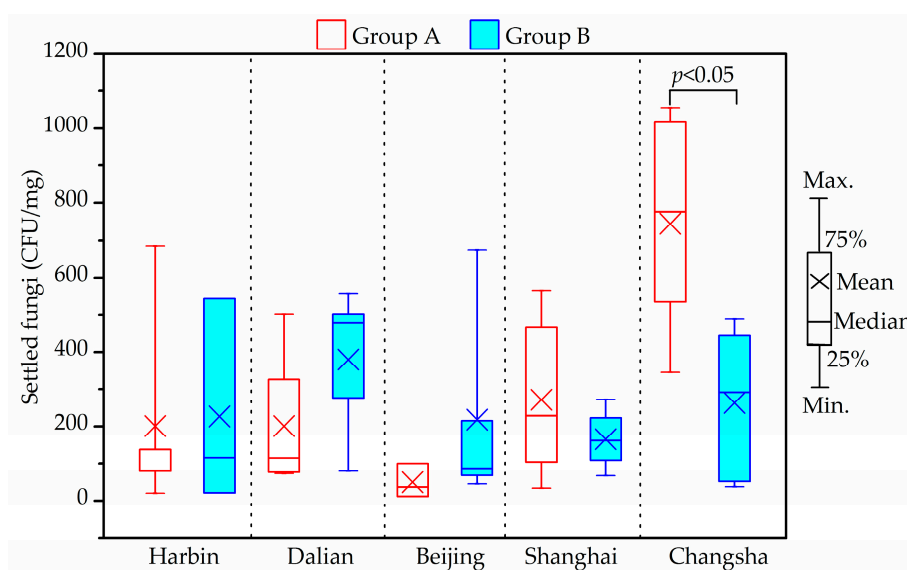 Group A Group B
1200
1000
800
600
400
200
0
Settled fungi (CFU/mg)
p<0.05
Harbin Dalian Beijing Shanghai Changsha
Max.
75%
Mean
Median
25%
Min.